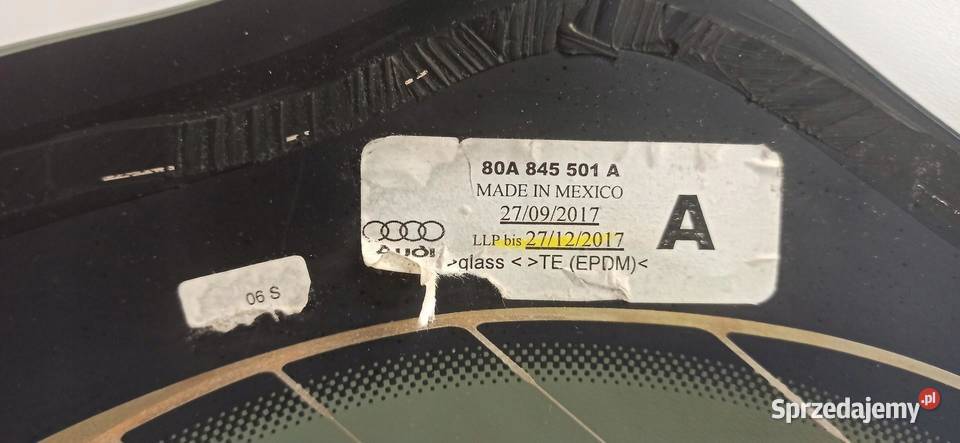 80A 845 501 A
MADE IN MEXICO
27/09/2017
LLP bis 27/12/2017
>glass < >TE (EPDM)<
Audi
A
06 S
Sprzedajemy.pl